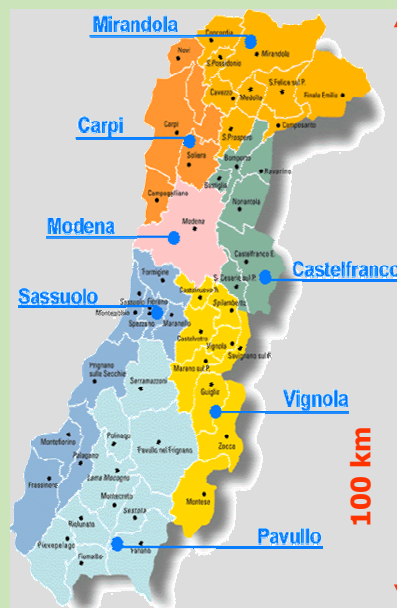 Mirandola
Concordia
Novi
Mirandola
S.Possidonio
S.Felice sul P.
Cavezzo
Medolla
Finale Emilia
Carpi
Carpi
S.Prospero
Camposanto
Soliera
Bomporto
Ravarino
Bastiglia
Campogalliano
Nonantola
Modena
Modena
Castelfranco E.
Formigine
Castelfranco
S. Cesario sul P.
Sassuolo
Castelnuovo R.
Sassuolo Fiorano
Spilamberto
Maranello
Spezzano
Castelvetro
Vignola
Savignano sul P.
Marano sul P.
Prignano
sulla Secchia
Serramazzoni
Guiglia
Vignola
Montefiorino
Polinago
Pavullo nel Frignano
Zocca
Palagano
Lama Mocogno
Frassinoro
Montecreto
Montese
Sestola
Riolunato
Pievepelago
Pavullo
Fanano
Fiumalbo
100 km